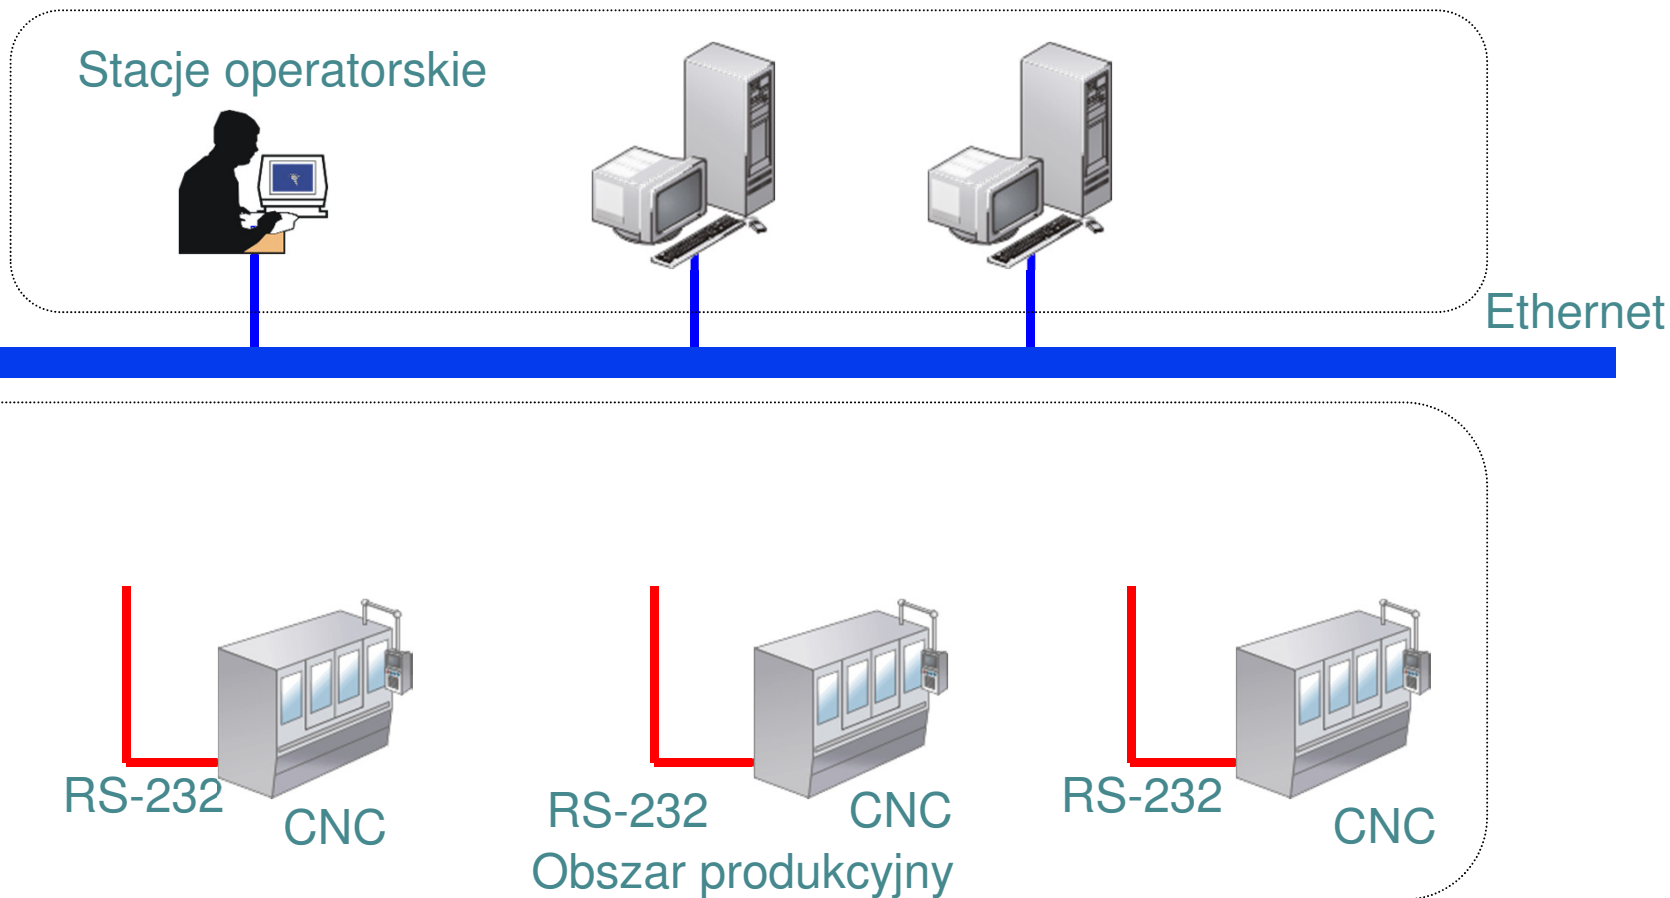 Stacje operatorskie
Ethernet
RS-232
CNC
RS-232
CNC
RS-232
CNC
Obszar produkcyjny